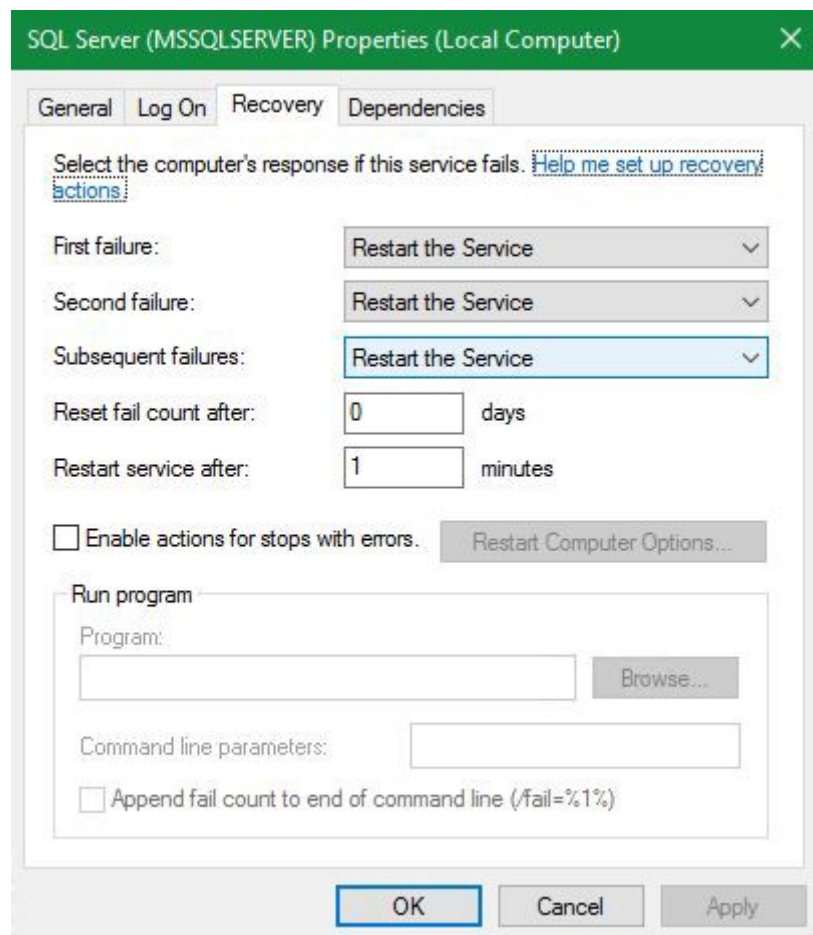 SQL Server (MSSQLSERVER) Properties (Local Computer)
General Log On Recovery Dependencies
Select the computer's response if this service fails. Help me set up recovery
actions.
First failure: Restart the Service
Second failure: Restart the Service
Subsequent failures: Restart the Service
Reset fail count after: 0 days
Restart service after: 1 minutes
Enable actions for stops with errors. Restart Computer Options...
Run program
Program:
Browse...
Command line parameters:
Append fail count to end of command line (/fail=%1%)
OK Cancel Apply